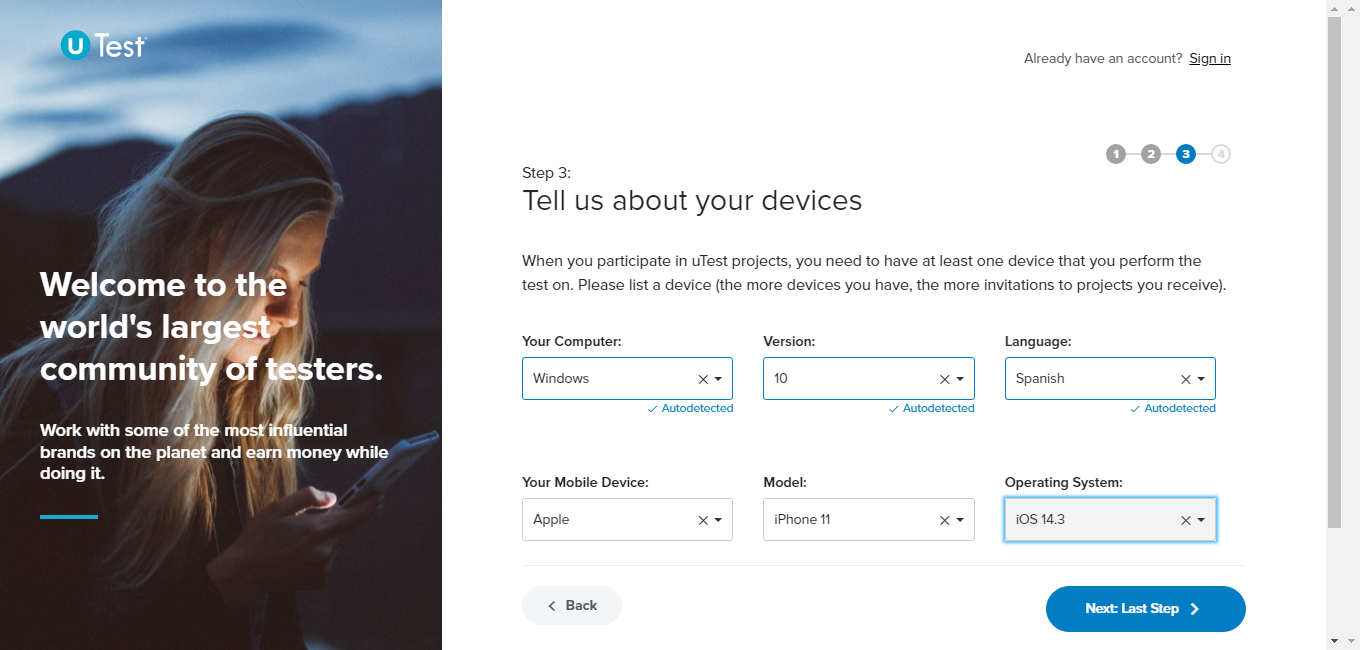 U Test
Already have an account? Sign in
1 2 3 4
Step 3:
Tell us about your devices
Welcome to the
world's largest
community of testers.
Work with some of the most influential
brands on the planet and earn money while
doing it.
When you participate in uTest projects, you need to have at least one device that you perform the
test on. Please list a device (the more devices you have, the more invitations to projects you receive).
Your Computer: Version: Language:
Windows 10 Spanish
Autodetected Autodetected Autodetected
Your Mobile Device: Model: Operating System:
Apple iPhone 11 iOS 14.3
Back Next: Last Step